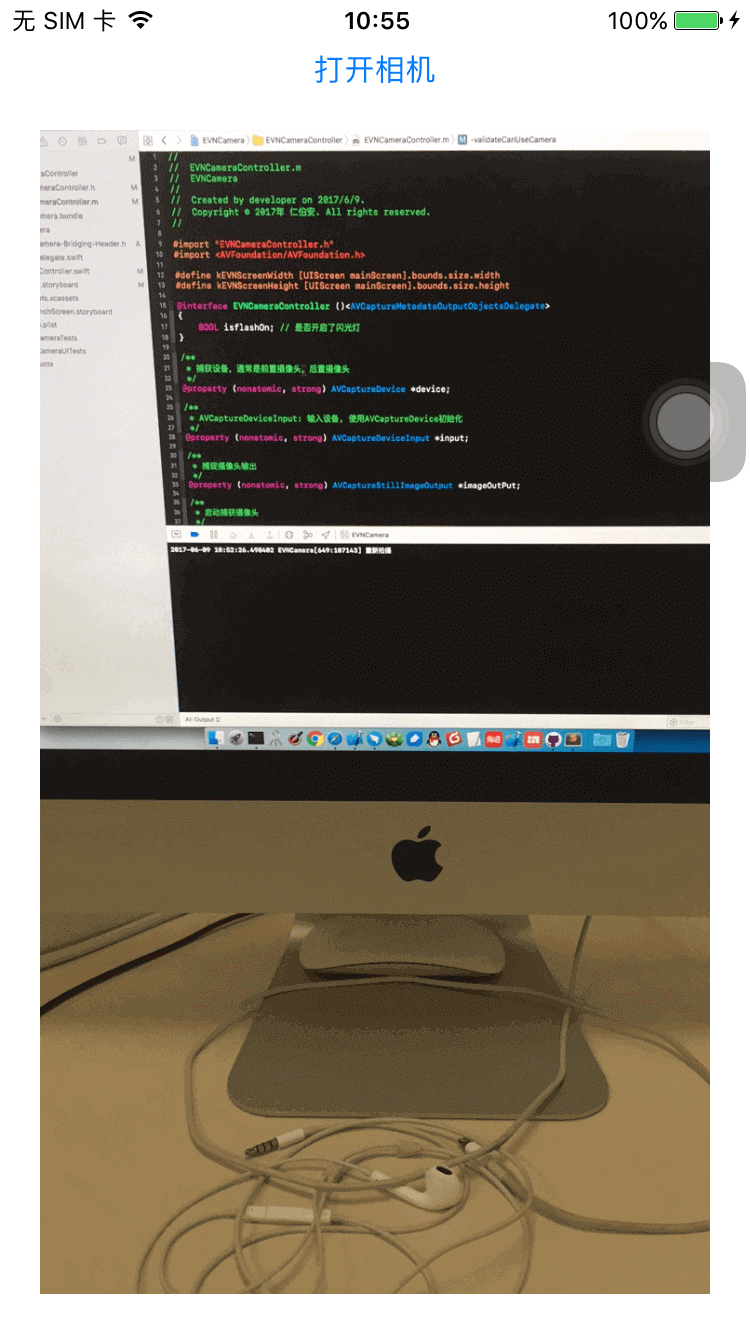 无 SIM 卡
10:55
100%
打开相机
EVNCamera
EVNCameraController
EVNCameraController.m
M
-validateCanUseCamera
M
aController
meraController.h M
meraController.m M
mera.bundle
era
amera-Bridging-Header.h A
elegate.swift
Controller.swift M
.storyboard M
ts.xcassets
nchScreen.storyboard
.plist
ameraTests
ameraUITests
ucts
1 //
2 // EVNCameraController.m
3 // EVNCamera
4 //
5 // Created by developer on 2017/6/9.
6 // Copyright © 2017年 仁伯安. All rights reserved.
7 //
8
9 #import "EVNCameraController.h"
10 #import <AVFoundation/AVFoundation.h>
11
12 #define kEVNScreenWidth [UIScreen mainScreen].bounds.size.width
13 #define kEVNScreenHeight [UIScreen mainScreen].bounds.size.height
14
15 @interface EVNCameraController ()<AVCaptureMetadataOutputObjectsDelegate>
16 {
17 BOOL isflashOn; // 是否开启了闪光灯
18 }
19
20 /**
21 * 捕获设备，通常是前置摄像头，后置摄像头
22 */
23 @property (nonatomic, strong) AVCaptureDevice *device;
24
25 /**
26 * AVCaptureDeviceInput: 输入设备, 使用AVCaptureDevice初始化
27 */
28 @property (nonatomic, strong) AVCaptureDeviceInput *input;
29
30 /**
31 * 捕捉摄像头输出
32 */
33 @property (nonatomic, strong) AVCaptureStillImageOutput *imageOutPut;
34
35 /**
36 * 启动捕获摄像头
37 */
EVNCamera
2017-06-09 10:52:26.498402 EVNCamera[649:107143] 重新拍摄
All Output
Filter